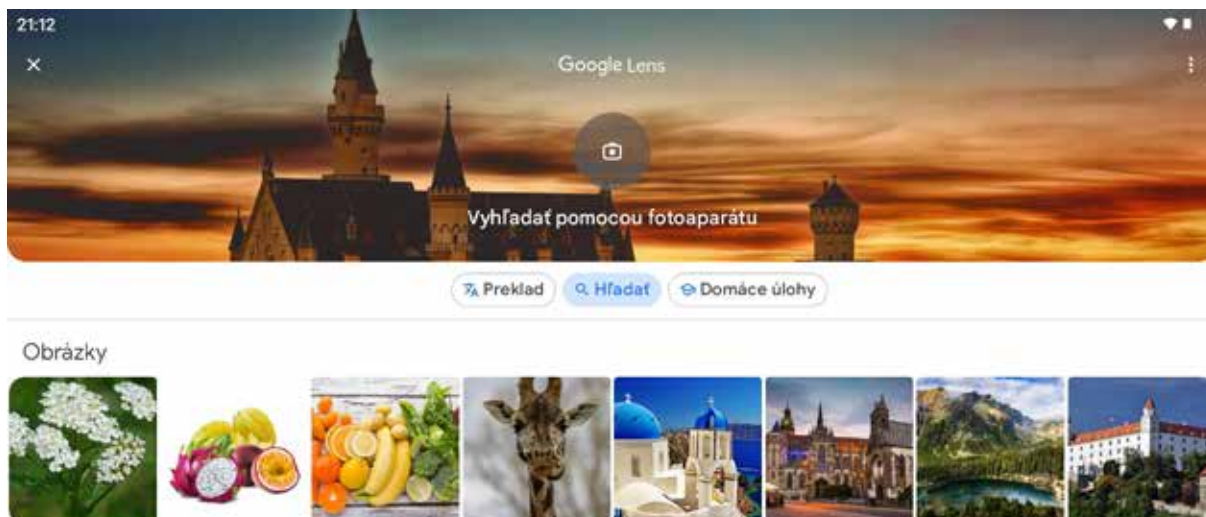 21:12
Google Lens
Vyhľadať pomocou fotoaparátu
Preklad
Hľadať
Domáce úlohy
Obrázky